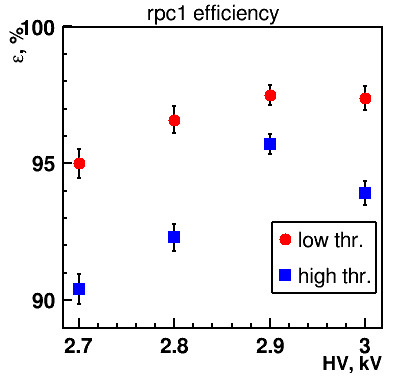 rpc1 efficiency
ε, %
100
95
90
low thr.
high thr.
2.7 2.8 2.9 3
HV, kV